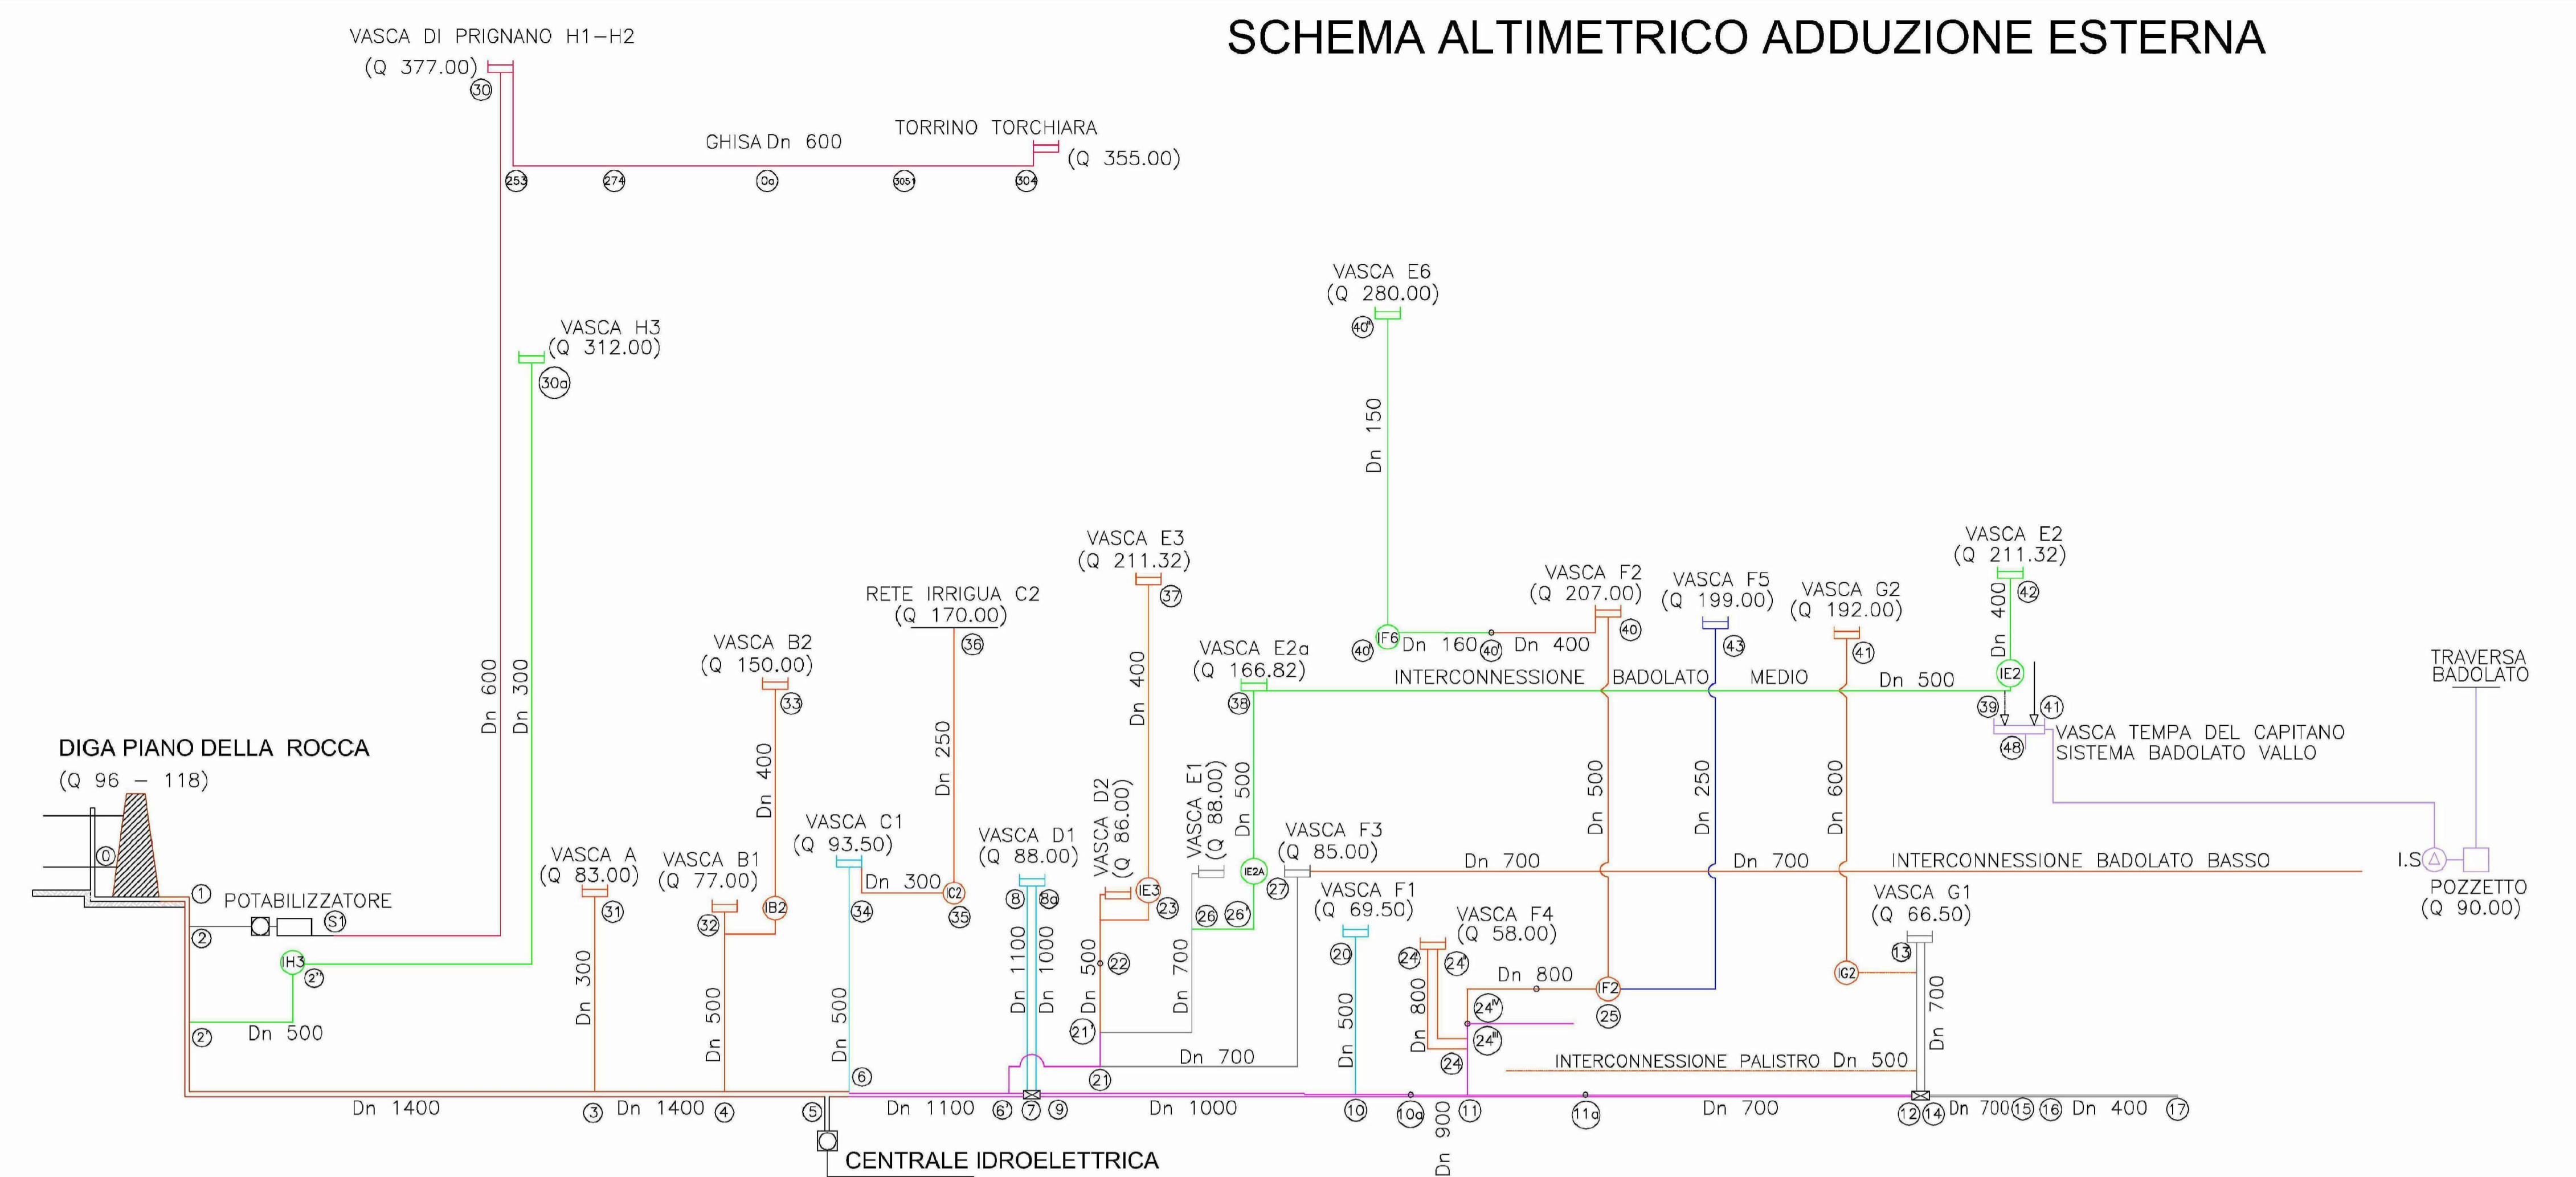 SCHEMA ALTIMETRICO ADDUZIONE ESTERNA
VASCA DI PRIGNANO H1-H2
(Q 377.00)
30
GHISA Dn 600
TORRINO TORCHIARA
(Q 355.00)
253
274
0a
3051
304
VASCA H3
(Q 312.00)
30a
Dn 600
Dn 300
DIGA PIANO DELLA ROCCA
(Q 96 - 118)
0
1
POTABILIZZATORE
S1
2
IH3
2'
2'
Dn 500
Dn 1400
VASCA A
(Q 83.00)
31
Dn 300
3
Dn 1400
VASCA B1
(Q 77.00)
32
Dn 500
4
VASCA B2
(Q 150.00)
33
Dn 400
IB2
5
CENTRALE IDROELETTRICA
VASCA C1
(Q 93.50)
34
Dn 500
6
Dn 300
IC2
35
RETE IRRIGUA C2
(Q 170.00)
36
Dn 250
Dn 1100
VASCA D1
(Q 88.00)
8
8a
Dn 1100
Dn 1000
6'
7
9
VASCA D2
(Q 86.00)
VASCA E3
(Q 211.32)
37
Dn 400
IE3
23
22
Dn 500
21'
21
Dn 1000
VASCA E1
(Q 88.00)
26
26'
Dn 700
Dn 700
VASCA E2a
(Q 166.82)
38
Dn 500
IE2A
27
VASCA F3
(Q 85.00)
VASCA E6
(Q 280.00)
40"
Dn 150
IF6
40'
Dn 160
40'
Dn 400
VASCA F2
(Q 207.00)
40
Dn 500
VASCA F5
(Q 199.00)
43
Dn 250
VASCA G2
(Q 192.00)
41
Dn 600
INTERCONNESSIONE BADOLATO MEDIO Dn 500
VASCA E2
(Q 211.32)
42
Dn 400
IE2
39
41
48
VASCA TEMPA DEL CAPITANO
SISTEMA BADOLATO VALLO
TRAVERSA
BADOLATO
I.S
POZZETTO
(Q 90.00)
Dn 700
Dn 700
INTERCONNESSIONE BADOLATO BASSO
VASCA F1
(Q 69.50)
20
Dn 500
10
10a
VASCA F4
(Q 58.00)
24'
24'
Dn 800
Dn 800
IF2
25
24IV
24III
24
11
Dn 900
11a
Dn 700
INTERCONNESSIONE PALISTRO Dn 500
VASCA G1
(Q 66.50)
13
IG2
Dn 700
12
14
Dn 700
15
16
Dn 400
17